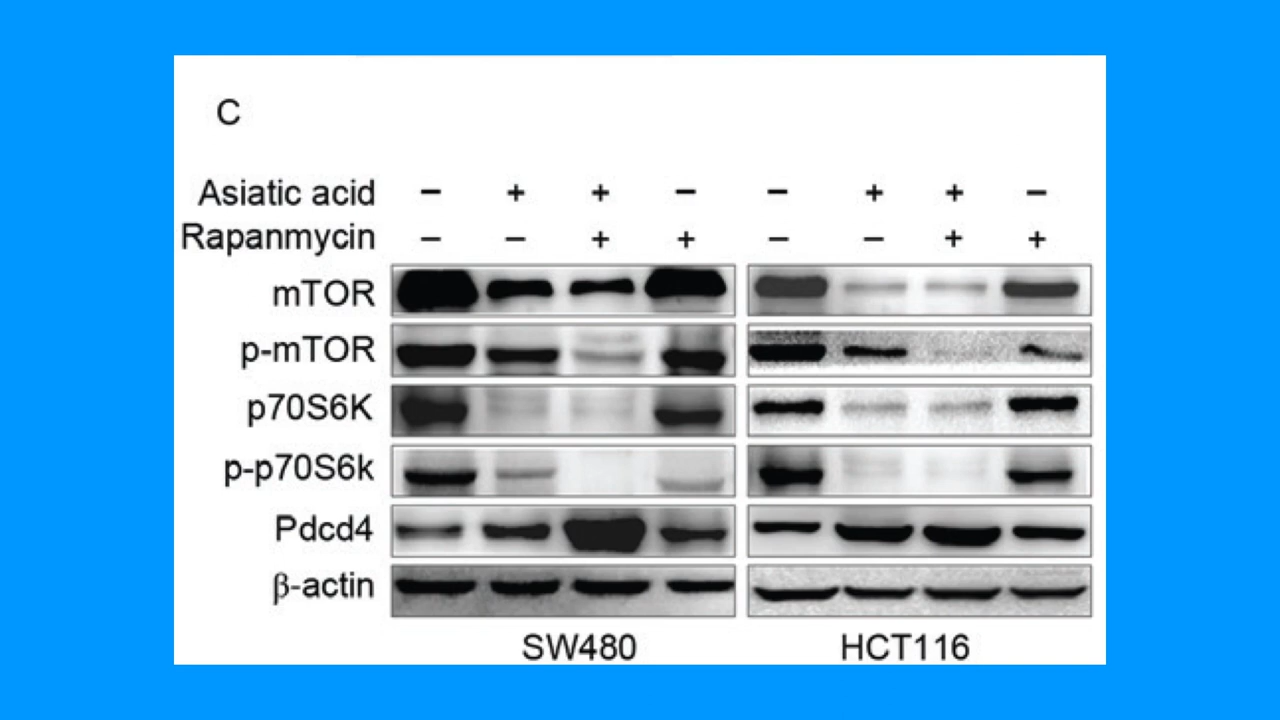 C
Asiatic acid − + + − − + + −
Rapanmycin − − + + − − + +
mTOR
p-mTOR
p70S6K
p-p70S6k
Pdcd4
β-actin
SW480 HCT116